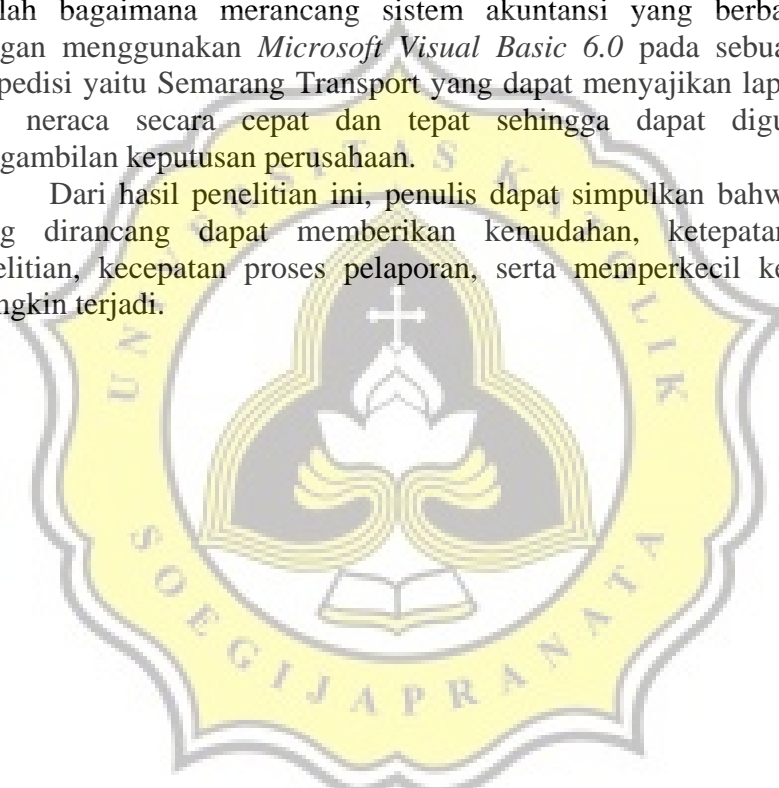 lah bagaimana merancang sistem akuntansi yang berba
gan menggunakan Microsoft Visual Basic 6.0 pada sebua
pedisi yaitu Semarang Transport yang dapat menyajikan lap
neraca secara cepat dan tepat sehingga dapat digu
gambilan keputusan perusahaan.
Dari hasil penelitian ini, penulis dapat simpulkan bahw
g dirancang dapat memberikan kemudahan, ketepatan
elitian, kecepatan proses pelaporan, serta memperkecil ke
ngkin terjadi.
UNIVERSITAS KATOLIK
SOEGIJAPRANATA